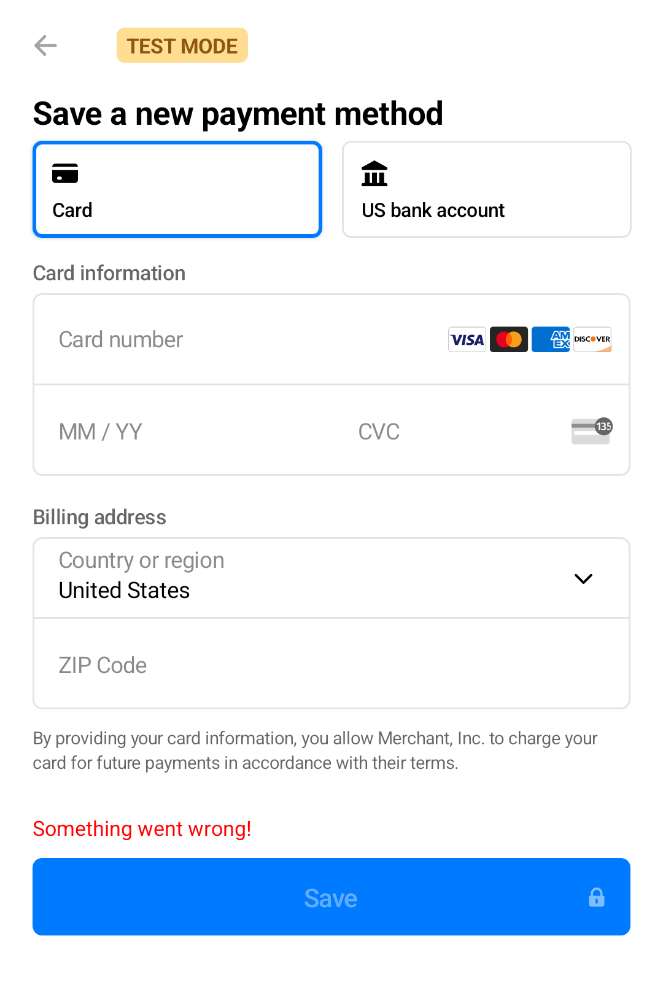 TEST MODE
Save a new payment method
Card
US bank account
Card information
Card number
VISA
AM
EX
DISCOVER
MM / YY
CVC
135
Billing address
Country or region
United States
ZIP Code
By providing your card information, you allow Merchant, Inc. to charge your
card for future payments in accordance with their terms.
Something went wrong!
Save